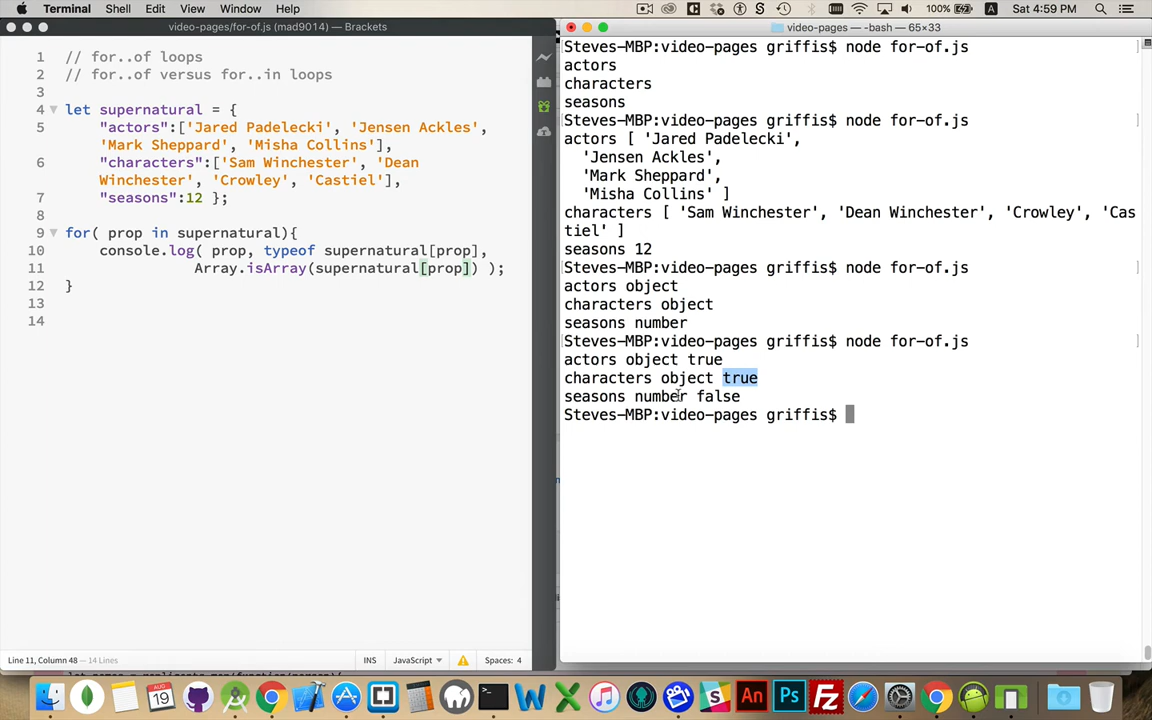 Terminal Shell Edit View Window Help 100% Sat 4:59 PM
video-pages/for-of.js (mad9014) — Brackets
1 // for..of loops
2 // for..of versus for..in loops
3
4 let supernatural = {
5 "actors":['Jared Padelecki', 'Jensen Ackles',
'Mark Sheppard', 'Misha Collins'],
6 "characters":['Sam Winchester', 'Dean
Winchester', 'Crowley', 'Castiel'],
7 "seasons":12 };
8
9 for( prop in supernatural){
10 console.log( prop, typeof supernatural[prop],
11 Array.isArray(supernatural[prop]) );
12 }
13
14
Line 11, Column 48 — 14 Lines INS JavaScript Spaces: 4
video-pages — -bash — 65×33
Steves-MBP:video-pages griffis$ node for-of.js
actors
characters
seasons
Steves-MBP:video-pages griffis$ node for-of.js
actors [ 'Jared Padelecki',
'Jensen Ackles',
'Mark Sheppard',
'Misha Collins' ]
characters [ 'Sam Winchester', 'Dean Winchester', 'Crowley', 'Cas
tiel' ]
seasons 12
Steves-MBP:video-pages griffis$ node for-of.js
actors object
characters object
seasons number
Steves-MBP:video-pages griffis$ node for-of.js
actors object true
characters object true
seasons number false
Steves-MBP:video-pages griffis$
AUG
19
An Ps Fz